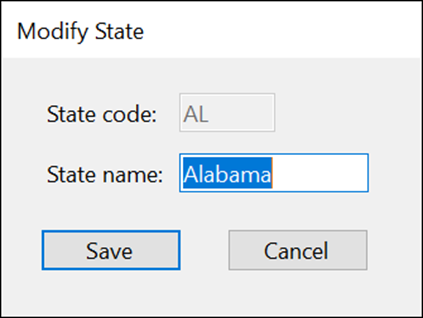 Modify State
State code: AL
State name: Alabama
Save Cancel